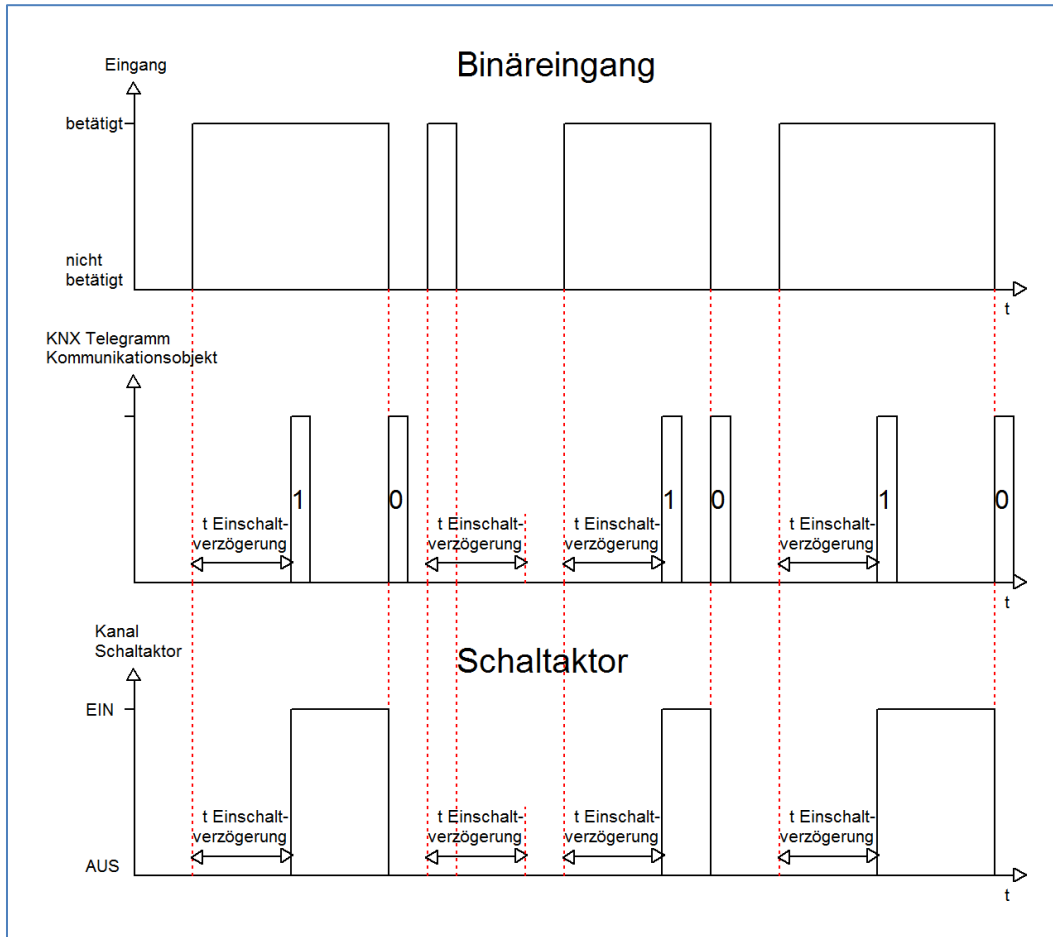 Binäreingang
Eingang
betätigt
nicht
betätigt
t
KNX Telegramm
Kommunikationsobjekt
1
0
1
0
1
0
t Einschalt-
verzögerung
t Einschalt-
verzögerung
t Einschalt-
verzögerung
t Einschalt-
verzögerung
t
Kanal
Schaltaktor
Schaltaktor
EIN
t Einschalt-
verzögerung
t Einschalt-
verzögerung
t Einschalt-
verzögerung
t Einschalt-
verzögerung
AUS
t